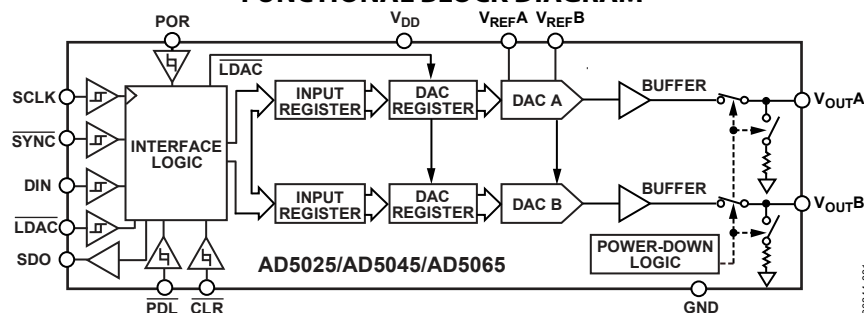 FUNCTIONAL BLOCK DIAGRAM
POR
VDD
VREFA
VREFB
LDAC
SCLK
SYNC
DIN
LDAC
SDO
INTERFACE
LOGIC
INPUT
REGISTER
DAC
REGISTER
DAC A
BUFFER
VOUTA
INPUT
REGISTER
DAC
REGISTER
DAC B
BUFFER
VOUTB
POWER-DOWN
LOGIC
AD5025/AD5045/AD5065
PDL
CLR
GND